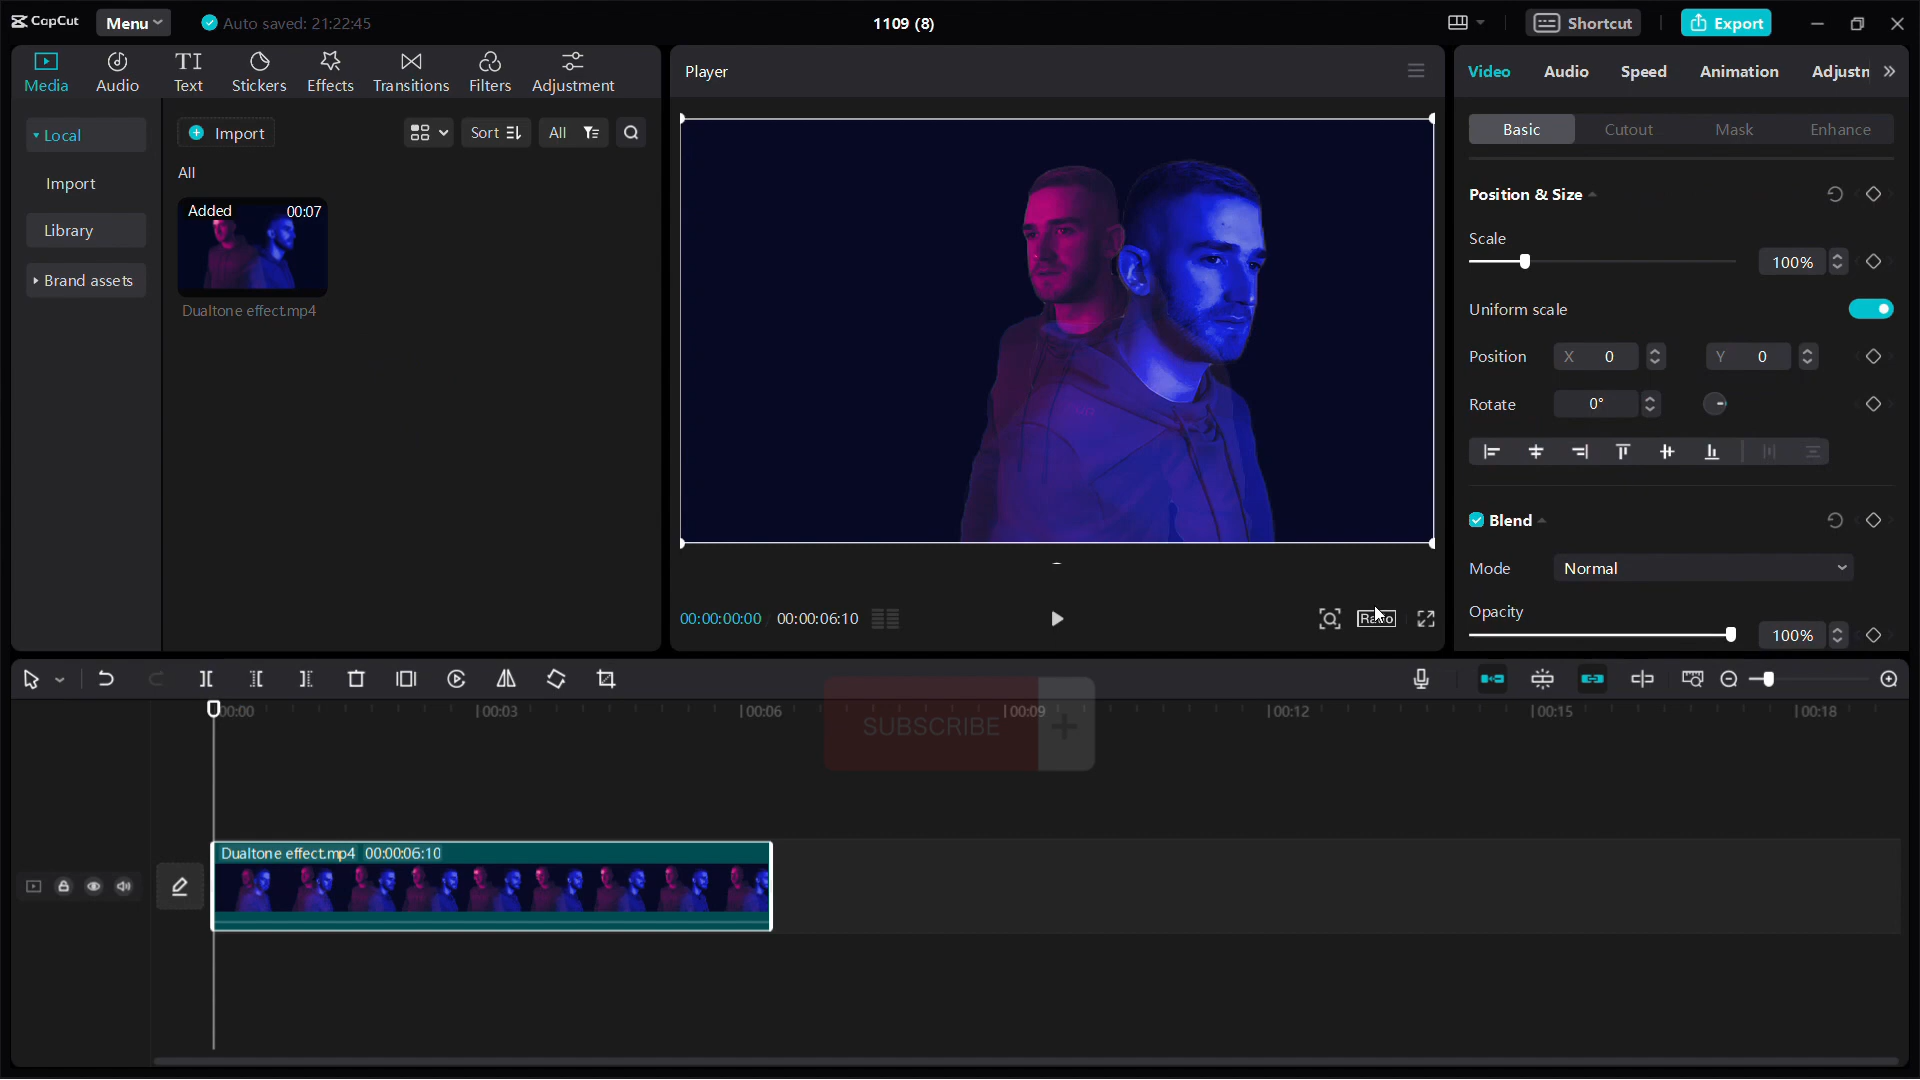 CapCut
Menu
Auto saved: 21:22:45
1109 (8)
Shortcut
Export
Media
Audio
Text
Stickers
Effects
Transitions
Filters
Adjustment
Local
Import
Library
Brand assets
Import
Sort
All
All
Added
00:07
Dualtone effect.mp4
Player
00:00:00:00
00:00:06:10
Ratio
Video
Audio
Speed
Animation
Adjustn
Basic
Cutout
Mask
Enhance
Position & Size
Scale
100%
Uniform scale
Position
X 0
Y 0
Rotate
0°
Blend
Mode
Normal
Opacity
100%
00:00
00:03
00:06
00:09
00:12
00:15
00:18
SUBSCRIBE
Dualtone effect.mp4 00:00:06:10